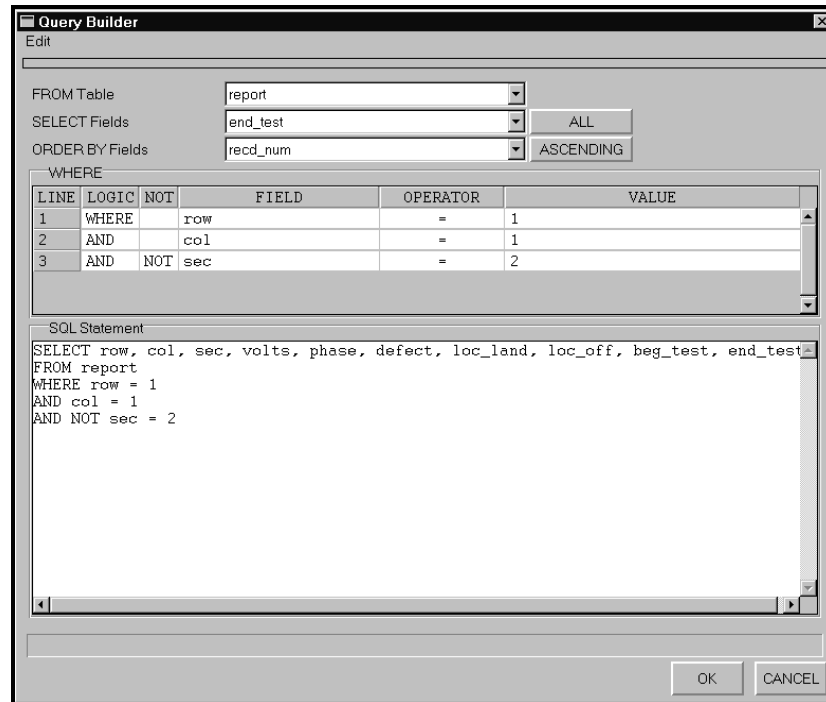 Query Builder
Edit
FROM Table report
SELECT Fields end_test ALL
ORDER BY Fields recd_num ASCENDING
WHERE
LINE LOGIC NOT FIELD OPERATOR VALUE
1 WHERE row = 1
2 AND col = 1
3 AND NOT sec = 2
SQL Statement
SELECT row, col, sec, volts, phase, defect, loc_land, loc_off, beg_test, end_test
FROM report
WHERE row = 1
AND col = 1
AND NOT sec = 2
OK CANCEL